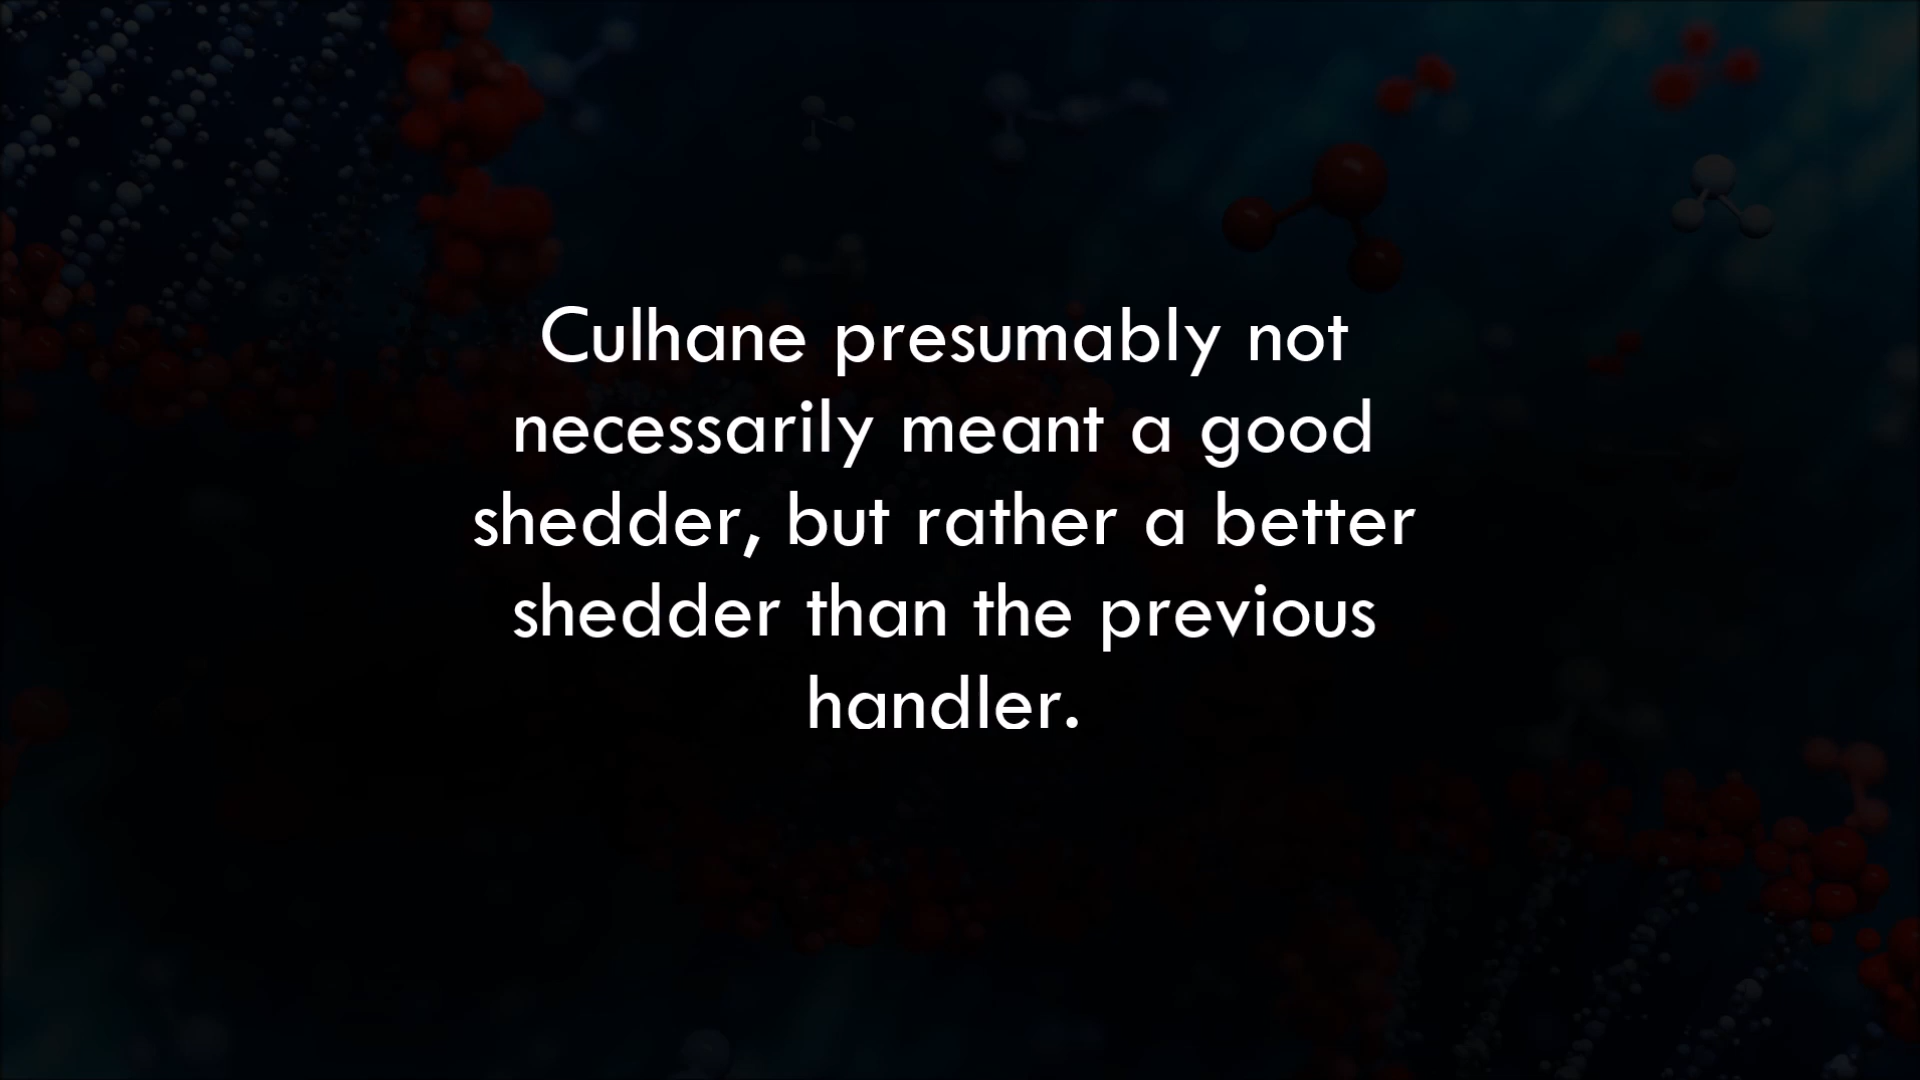 Culhane presumably not
necessarily meant a good
shedder, but rather a better
shedder than the previous
handler.